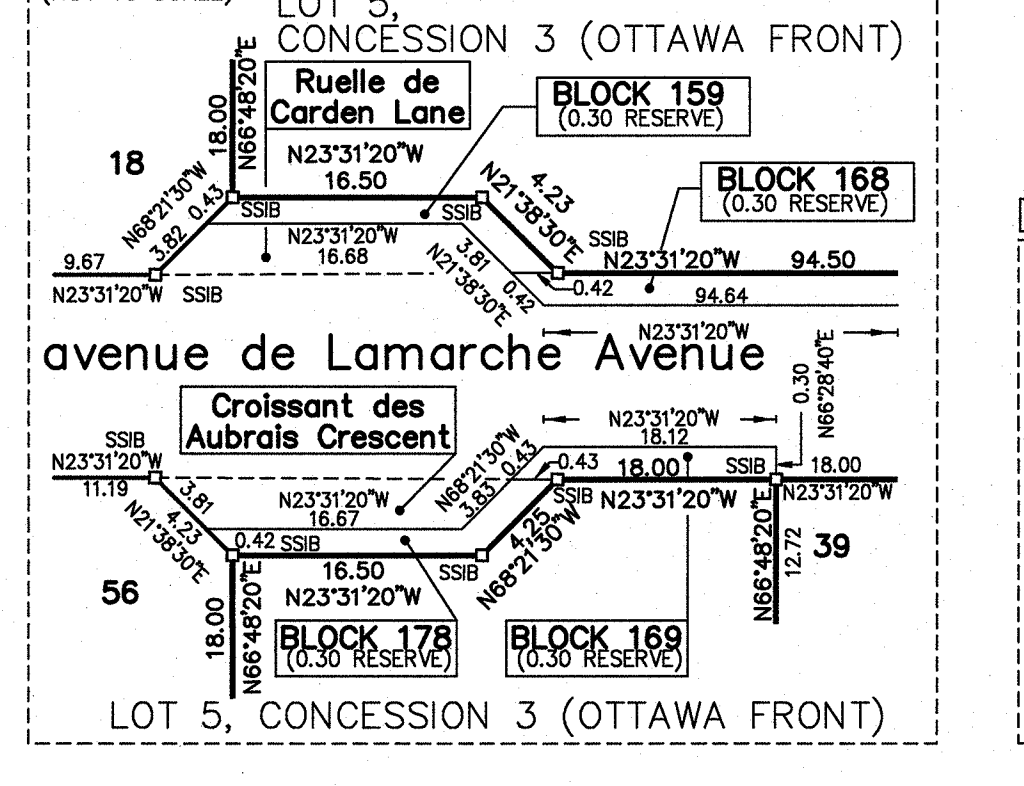 LOT 5,
CONCESSION 3 (OTTAWA FRONT)
18.00
N66°48'20"E
Ruelle de
Carden Lane
BLOCK 159
(0.30 RESERVE)
18
N23°31'20"W
16.50
4.23
N21°38'30"E
BLOCK 168
(0.30 RESERVE)
N68°21'30"W
3.82
0.43
SSIB
SSIB
SSIB
N23°31'20"W
16.68
3.81
0.42
N21°38'30"E
N23°31'20"W 94.50
9.67
N23°31'20"W SSIB
0.42
94.64
N23°31'20"W
avenue de Lamarche Avenue
0.30
N66°28'40"E
Croissant des
Aubrais Crescent
N23°31'20"W
18.12
SSIB
N23°31'20"W
11.19
N68°21'30"W
3.83
0.43
0.43
18.00
SSIB
18.00
SSIB
N23°31'20"W
N23°31'20"W
3.81
4.23
N21°38'30"E
N23°31'20"W
16.67
0.42 SSIB
4.25
N68°21'30"W
SSIB
16.50
N23°31'20"W
N66°48'20"E
12.72
39
56
18.00
N66°48'20"E
BLOCK 178
(0.30 RESERVE)
BLOCK 169
(0.30 RESERVE)
LOT 5, CONCESSION 3 (OTTAWA FRONT)